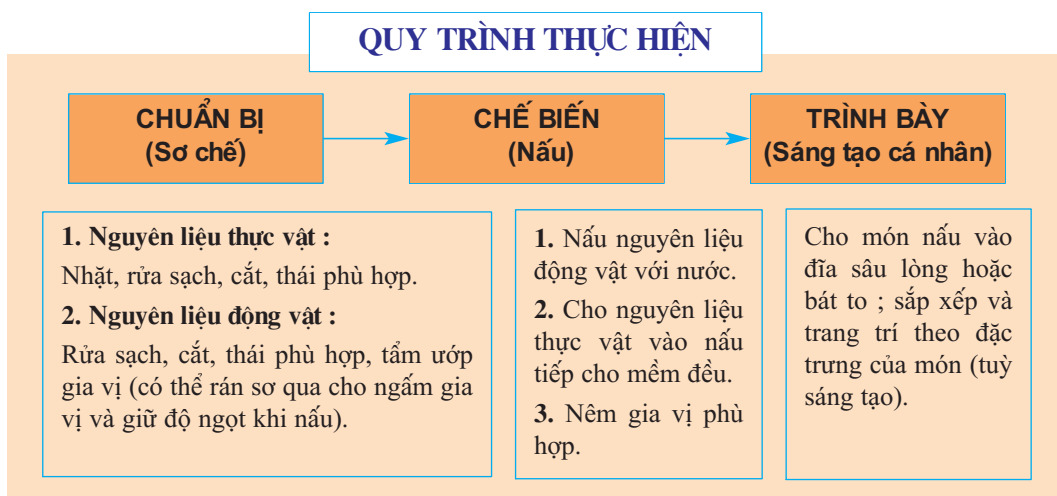 QUY TRÌNH THỰC HIỆN
CHUẨN BỊ
(Sơ chế)
CHẾ BIẾN
(Nấu)
TRÌNH BÀY
(Sáng tạo cá nhân)
1. Nguyên liệu thực vật :
Nhặt, rửa sạch, cắt, thái phù hợp.
2. Nguyên liệu động vật :
Rửa sạch, cắt, thái phù hợp, tẩm ướp
gia vị (có thể rán sơ qua cho ngấm gia
vị và giữ độ ngọt khi nấu).
1. Nấu nguyên liệu
động vật với nước.
2. Cho nguyên liệu
thực vật vào nấu
tiếp cho mềm đều.
3. Nêm gia vị phù
hợp.
Cho món nấu vào
đĩa sâu lòng hoặc
bát to ; sắp xếp và
trang trí theo đặc
trưng của món (tuỳ
sáng tạo).